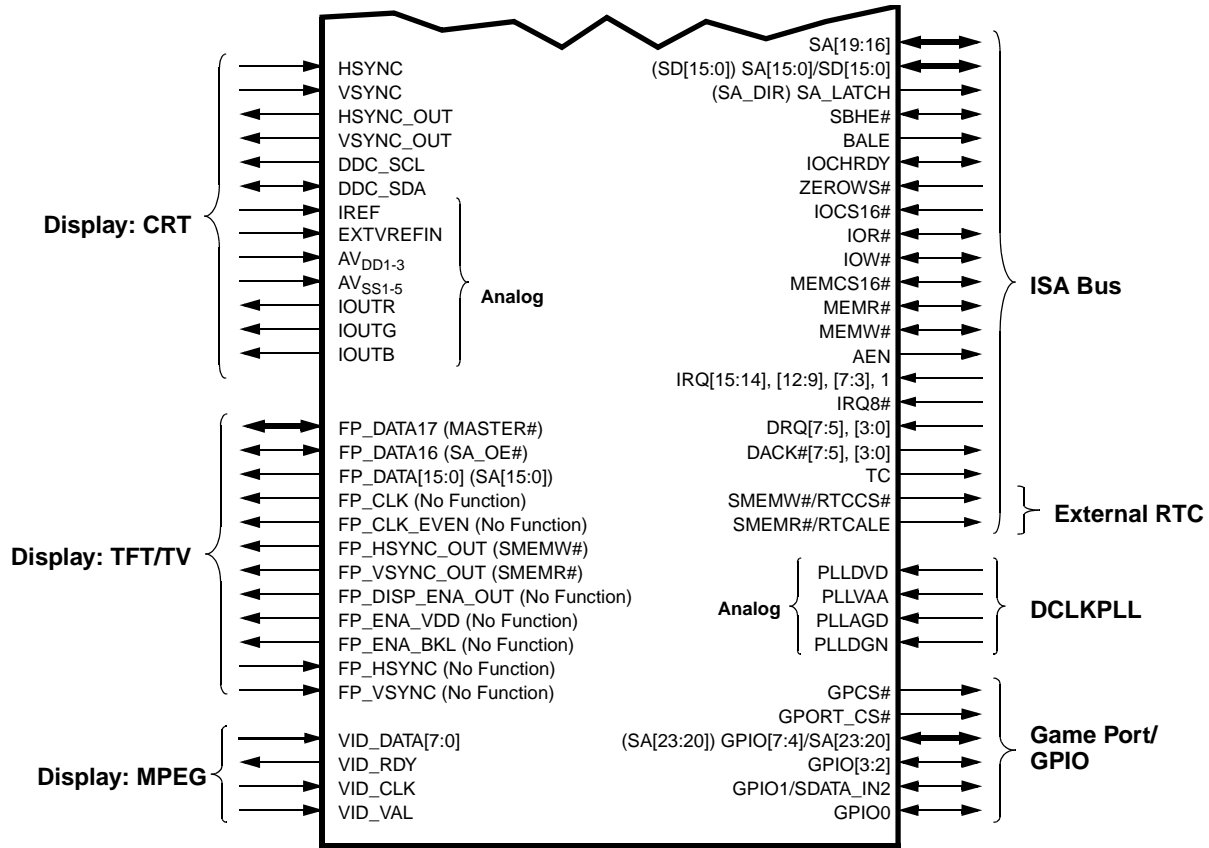 Display: CRT
HSYNC
VSYNC
HSYNC_OUT
VSYNC_OUT
DDC_SCL
DDC_SDA
IREF
EXTVREFIN
AVDD1-3
AVSS1-5
IOUTR
IOUTG
IOUTB
Analog
Display: TFT/TV
FP_DATA17 (MASTER#)
FP_DATA16 (SA_OE#)
FP_DATA[15:0] (SA[15:0])
FP_CLK (No Function)
FP_CLK_EVEN (No Function)
FP_HSYNC_OUT (SMEMW#)
FP_VSYNC_OUT (SMEMR#)
FP_DISP_ENA_OUT (No Function)
FP_ENA_VDD (No Function)
FP_ENA_BKL (No Function)
FP_HSYNC (No Function)
FP_VSYNC (No Function)
Display: MPEG
VID_DATA[7:0]
VID_RDY
VID_CLK
VID_VAL
SA[19:16]
(SD[15:0]) SA[15:0]/SD[15:0]
(SA_DIR) SA_LATCH
SBHE#
BALE
IOCHRDY
ZEROWS#
IOCS16#
IOR#
IOW#
MEMCS16#
MEMR#
MEMW#
AEN
IRQ[15:14], [12:9], [7:3], 1
IRQ8#
DRQ[7:5], [3:0]
DACK#[7:5], [3:0]
TC
SMEMW#/RTCCS#
SMEMR#/RTCALE
ISA Bus
External RTC
Analog
PLLDVD
PLLVAA
PLLAGD
PLLDGN
DCLKPLL
GPCS#
GPORT_CS#
(SA[23:20]) GPIO[7:4]/SA[23:20]
GPIO[3:2]
GPIO1/SDATA_IN2
GPIO0
Game Port/
GPIO